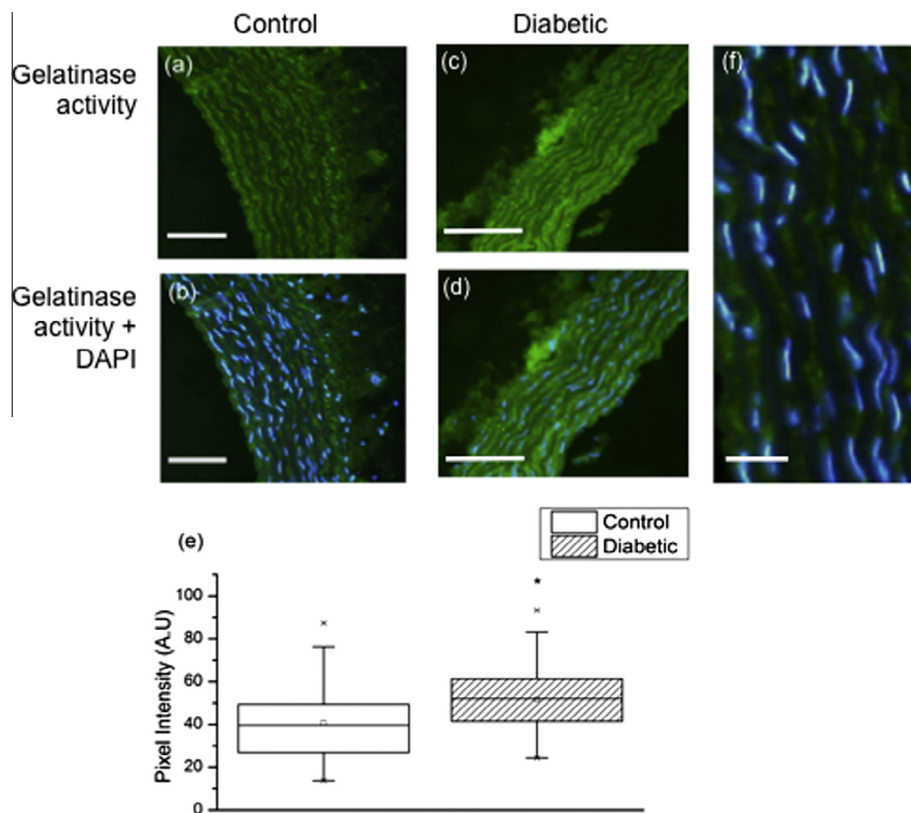 Control
Diabetic
Gelatinase
activity
(a)
(c)
(f)
Gelatinase
activity +
DAPI
(b)
(d)
(e)
Control
Diabetic
Pixel Intensity (A.U)
100
80
60
40
20
0